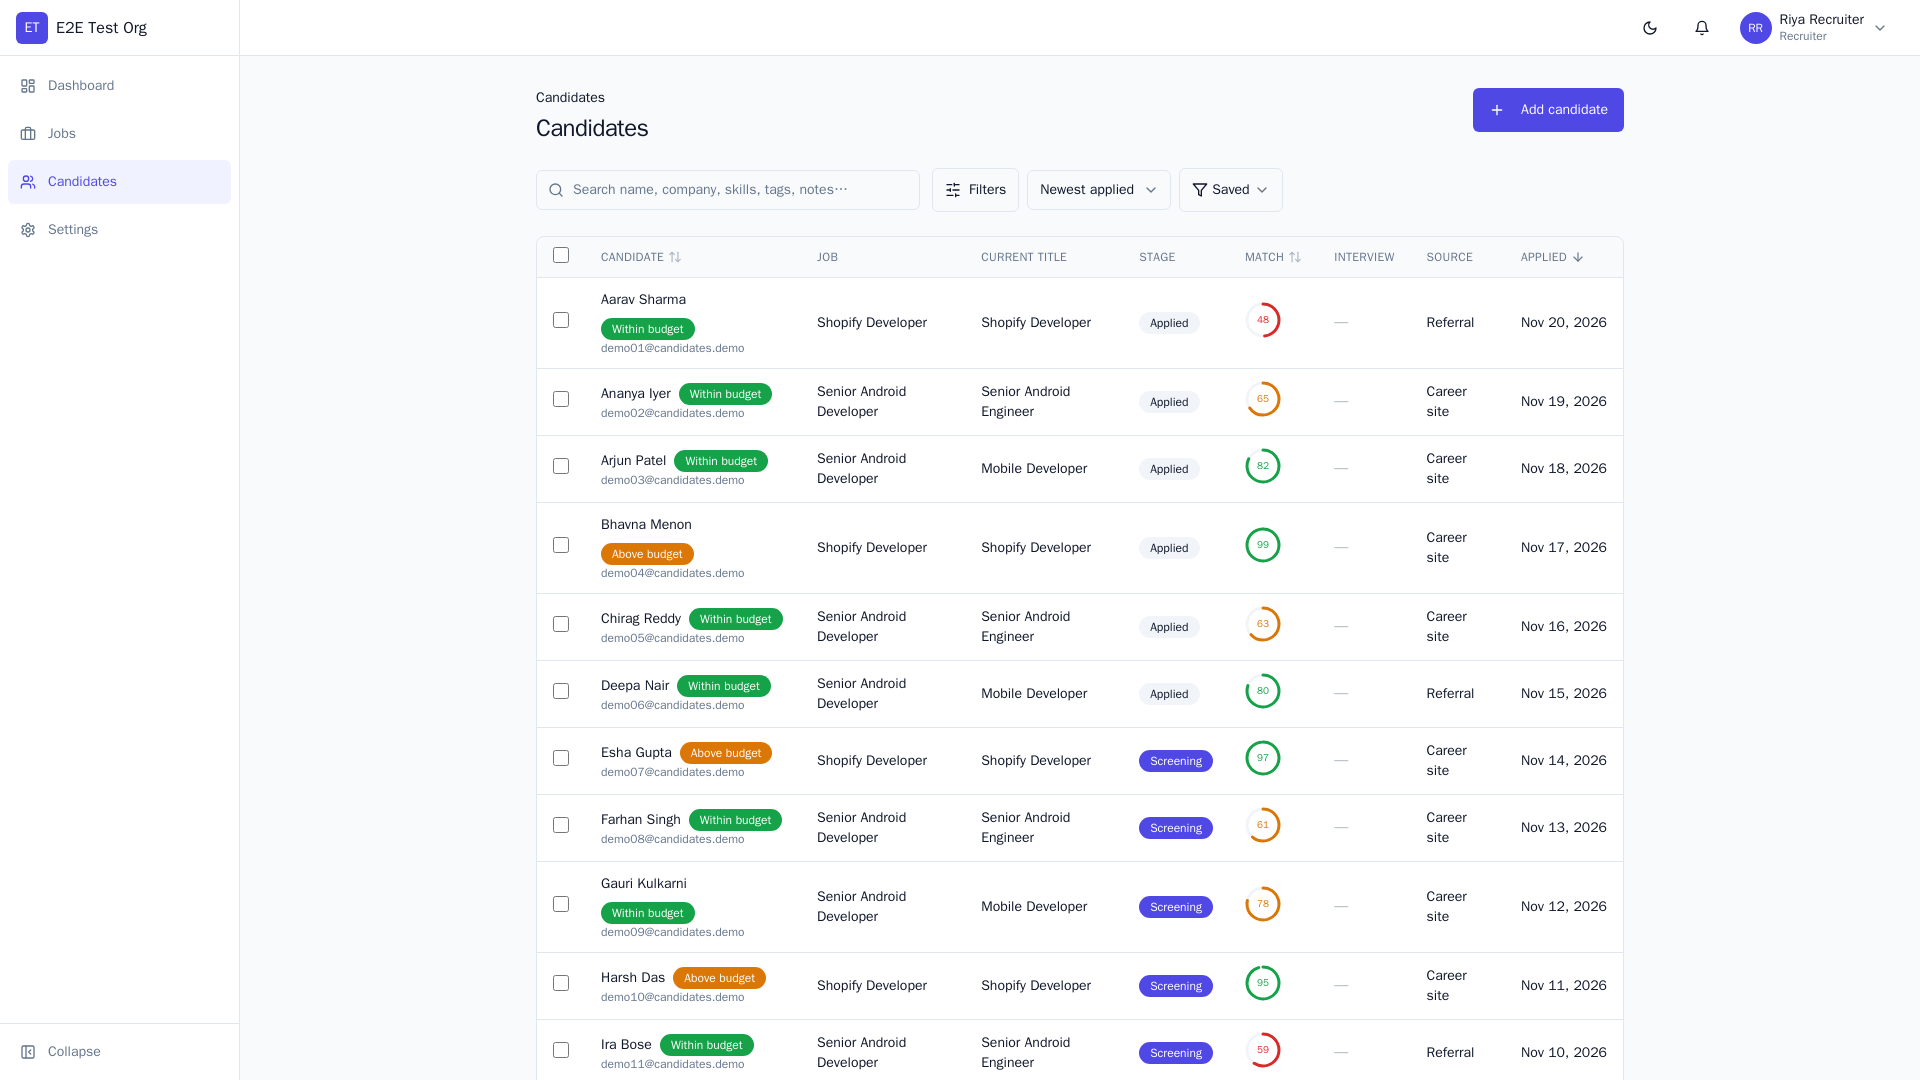 ET E2E Test Org
RR Riya Recruiter
Recruiter
Dashboard
Jobs
Candidates
Settings
Collapse
Candidates
Candidates
Add candidate
Search name, company, skills, tags, notes…
Filters
Newest applied
Saved
CANDIDATE JOB CURRENT TITLE STAGE MATCH INTERVIEW SOURCE APPLIED
Aarav Sharma
Within budget
demo01@candidates.demo
Shopify Developer
Shopify Developer
Applied
48
—
Referral
Nov 20, 2026
Ananya Iyer Within budget
demo02@candidates.demo
Senior Android
Developer
Senior Android
Engineer
Applied
65
—
Career
site
Nov 19, 2026
Arjun Patel Within budget
demo03@candidates.demo
Senior Android
Developer
Mobile Developer
Applied
82
—
Career
site
Nov 18, 2026
Bhavna Menon
Above budget
demo04@candidates.demo
Shopify Developer
Shopify Developer
Applied
99
—
Career
site
Nov 17, 2026
Chirag Reddy Within budget
demo05@candidates.demo
Senior Android
Developer
Senior Android
Engineer
Applied
63
—
Career
site
Nov 16, 2026
Deepa Nair Within budget
demo06@candidates.demo
Senior Android
Developer
Mobile Developer
Applied
80
—
Referral
Nov 15, 2026
Esha Gupta Above budget
demo07@candidates.demo
Shopify Developer
Shopify Developer
Screening
97
—
Career
site
Nov 14, 2026
Farhan Singh Within budget
demo08@candidates.demo
Senior Android
Developer
Senior Android
Engineer
Screening
61
—
Career
site
Nov 13, 2026
Gauri Kulkarni
Within budget
demo09@candidates.demo
Senior Android
Developer
Mobile Developer
Screening
78
—
Career
site
Nov 12, 2026
Harsh Das Above budget
demo10@candidates.demo
Shopify Developer
Shopify Developer
Screening
95
—
Career
site
Nov 11, 2026
Ira Bose Within budget
demo11@candidates.demo
Senior Android
Developer
Senior Android
Engineer
Screening
59
—
Referral
Nov 10, 2026